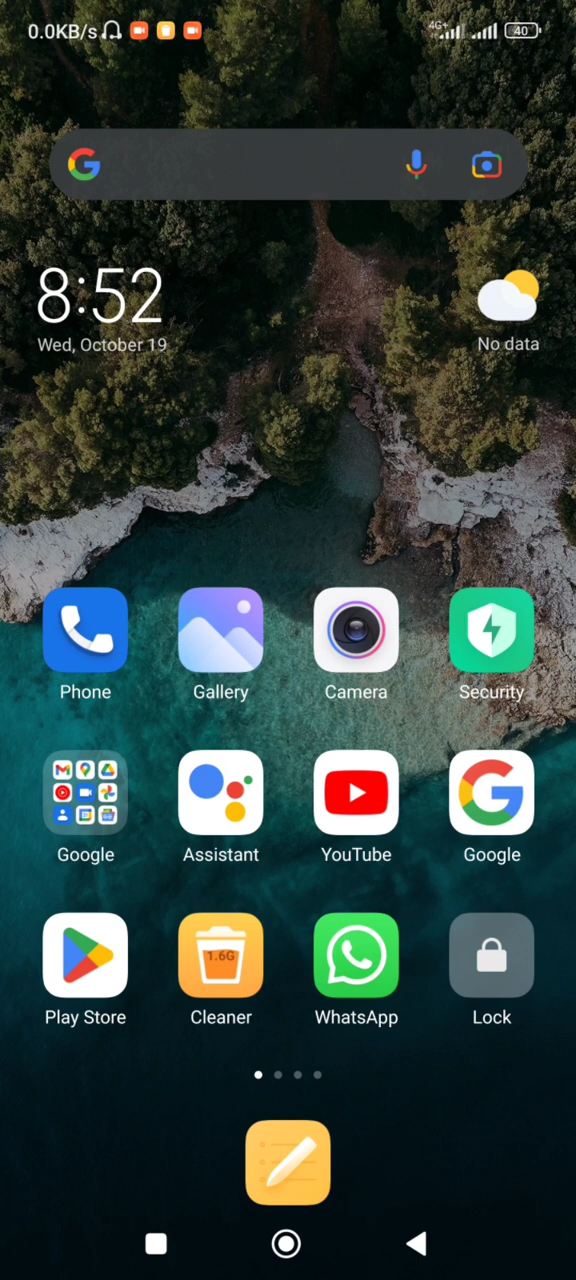 0.0KB/s 4G+ 40
8:52
Wed, October 19
No data
Phone Gallery Camera Security
Google Assistant YouTube Google
1.6G
Play Store Cleaner WhatsApp Lock